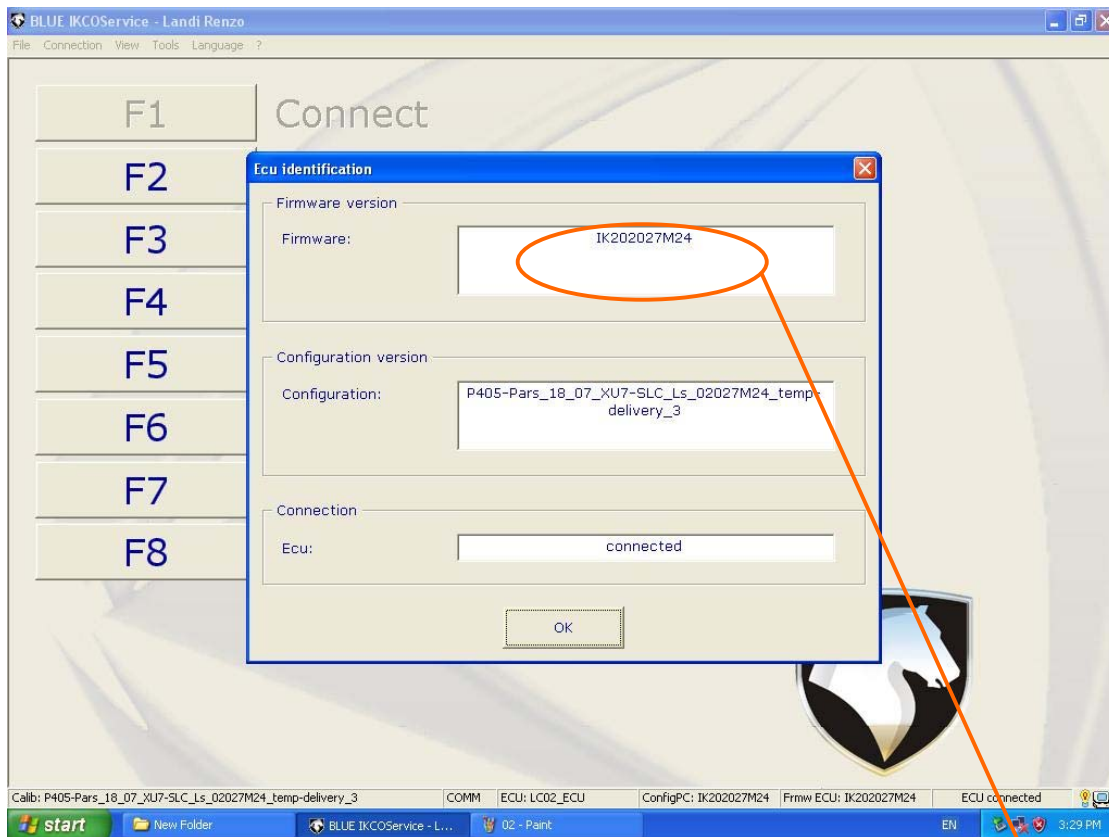 BLUE IKCOService - Landi Renzo
File Connection View Tools Language ?
F1 Connect
F2
F3
F4
F5
F6
F7
F8
Ecu identification
Firmware version
Firmware: IK202027M24
Configuration version
Configuration: P405-Pars_18_07_XU7-SLC_Ls_02027M24_temp-
delivery_3
Connection
Ecu: connected
OK
Calib: P405-Pars_18_07_XU7-SLC_Ls_02027M24_temp-delivery_3 COMM ECU: LC02_ECU ConfigPC: IK202027M24 Frmw ECU: IK202027M24 ECU connected
start New Folder BLUE IKCOService - L... 02 - Paint EN 3:29 PM